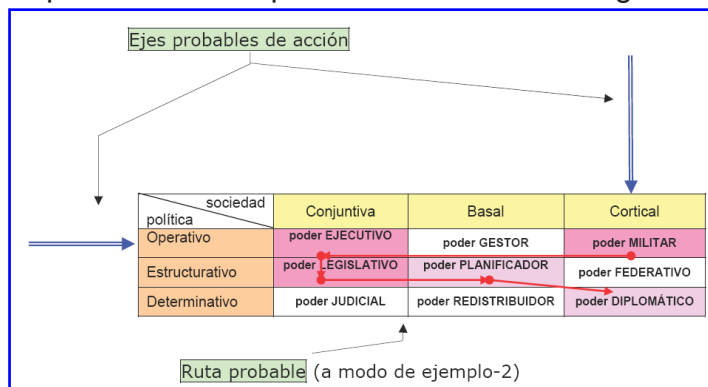 Ejes probables de acción
sociedad
política
Conjuntiva Basal Cortical
Operativo poder EJECUTIVO poder GESTOR poder MILITAR
Estructurativo poder LEGISLATIVO poder PLANIFICADOR poder FEDERATIVO
Determinativo poder JUDICIAL poder REDISTRIBUIDOR poder DIPLOMÁTICO
Ruta probable (a modo de ejemplo-2)